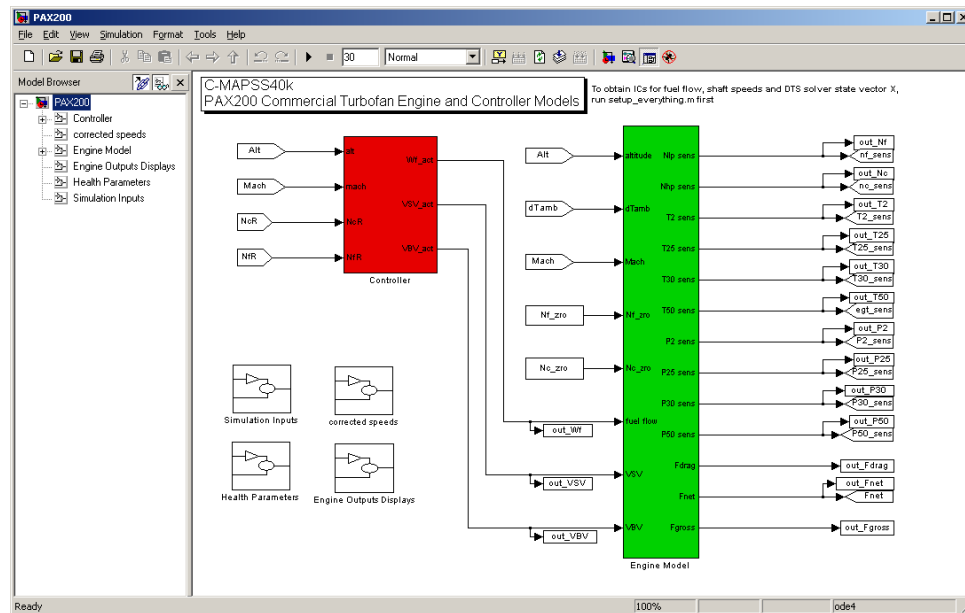 PAX200
File Edit View Simulation Format Tools Help
30 Normal
Model Browser
PAX200
Controller
corrected speeds
Engine Model
Engine Outputs Displays
Health Parameters
Simulation Inputs
C-MAPSS40k
PAX200 Commercial Turbofan Engine and Controller Models
To obtain ICs for fuel flow, shaft speeds and DTS solver state vector X,
run setup_everything.m first
Alt
Mach
NcR
NfR
alt
mach
NcR
NfR
Wf_act
VSV_act
VBV_act
Controller
Simulation Inputs
corrected speeds
Health Parameters
Engine Outputs Displays
Alt
dTamb
Mach
Nf_zro
Nc_zro
out_Wf
out_VSV
out_VBV
altitude
dTamb
Mach
Nf_zro
Nc_zro
fuel flow
VSV
VBV
Nlp sens
Nhp sens
T2 sens
T25 sens
T30 sens
T50 sens
P2 sens
P25 sens
P30 sens
P50 sens
Fdrag
Fnet
Fgross
Engine Model
out_Nf
nf_sens
out_Nc
nc_sens
out_T2
T2_sens
out_T25
T25_sens
out_T30
T30_sens
out_T50
egt_sens
out_P2
P2_sens
out_P25
P25_sens
out_P30
P30_sens
out_P50
P50_sens
out_Fdrag
out_Fnet
Fnet
out_Fgross
Ready
100%
ode4